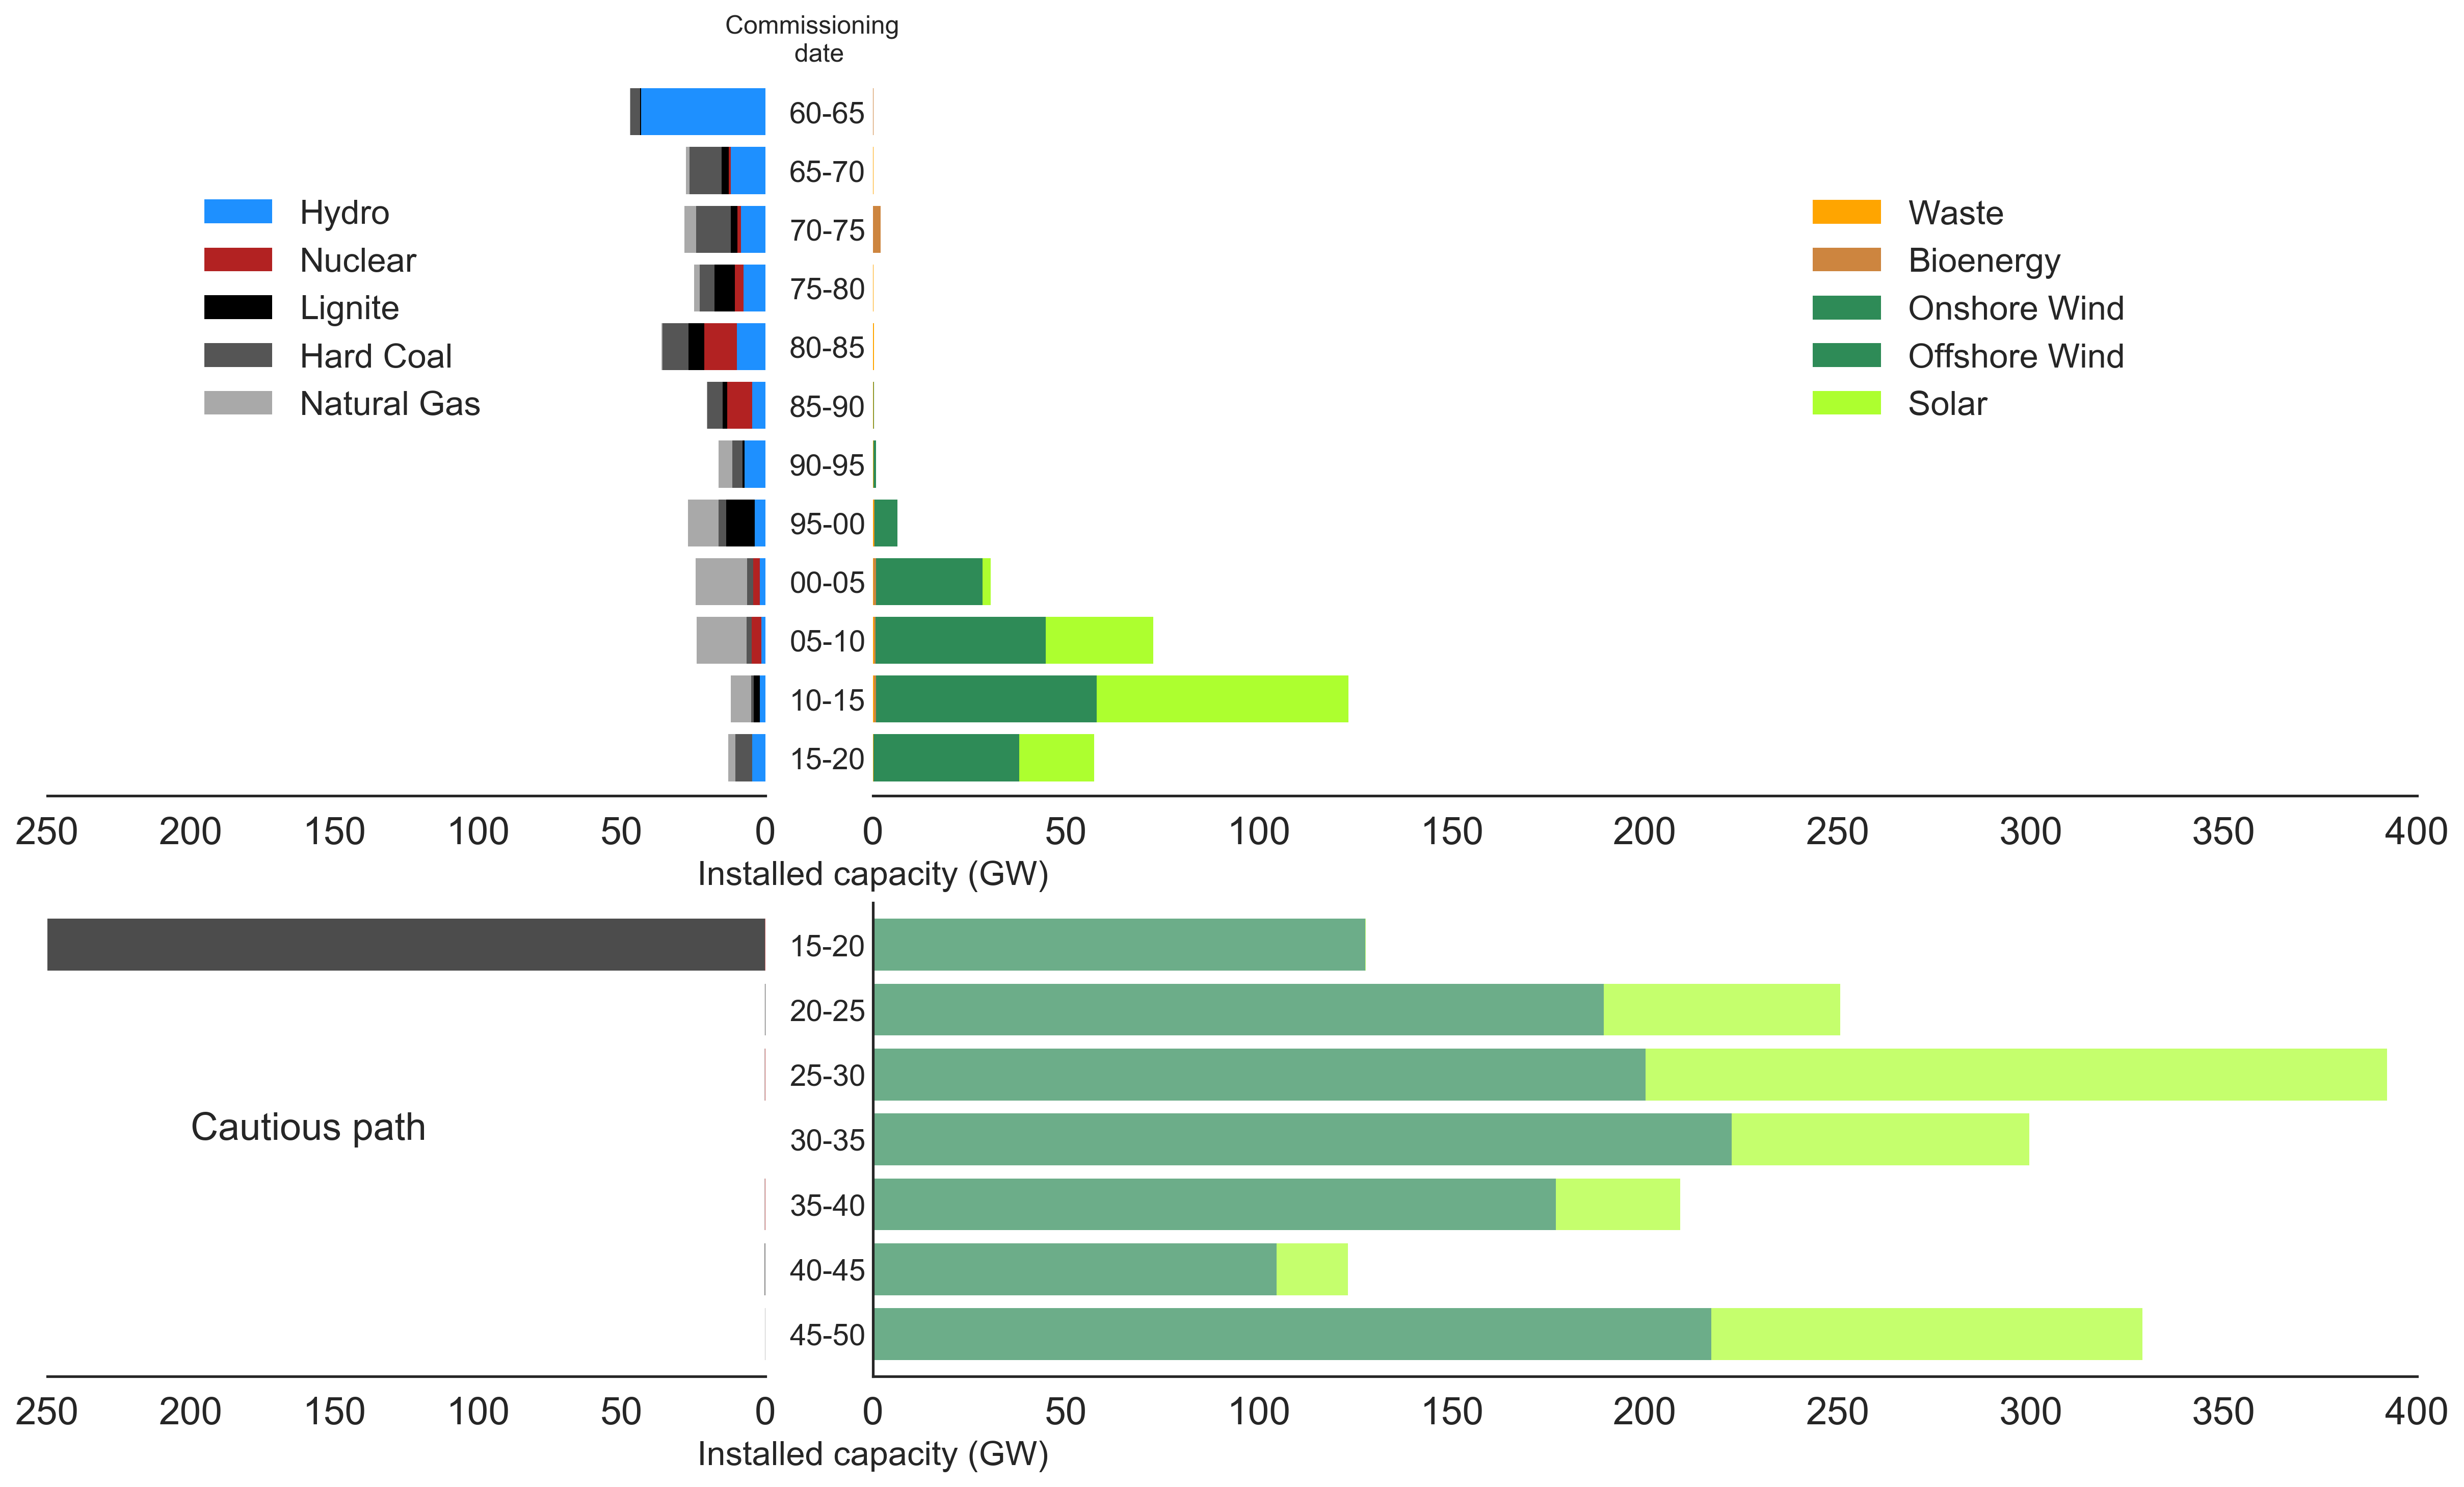 Commissioning
date
60-65
65-70
70-75
75-80
80-85
85-90
90-95
95-00
00-05
05-10
10-15
15-20
Hydro
Nuclear
Lignite
Hard Coal
Natural Gas
Waste
Bioenergy
Onshore Wind
Offshore Wind
Solar
250 200 150 100 50 0 0 50 100 150 200 250 300 350 400
Installed capacity (GW)
15-20
20-25
25-30
30-35
35-40
40-45
45-50
Cautious path
250 200 150 100 50 0 0 50 100 150 200 250 300 350 400
Installed capacity (GW)